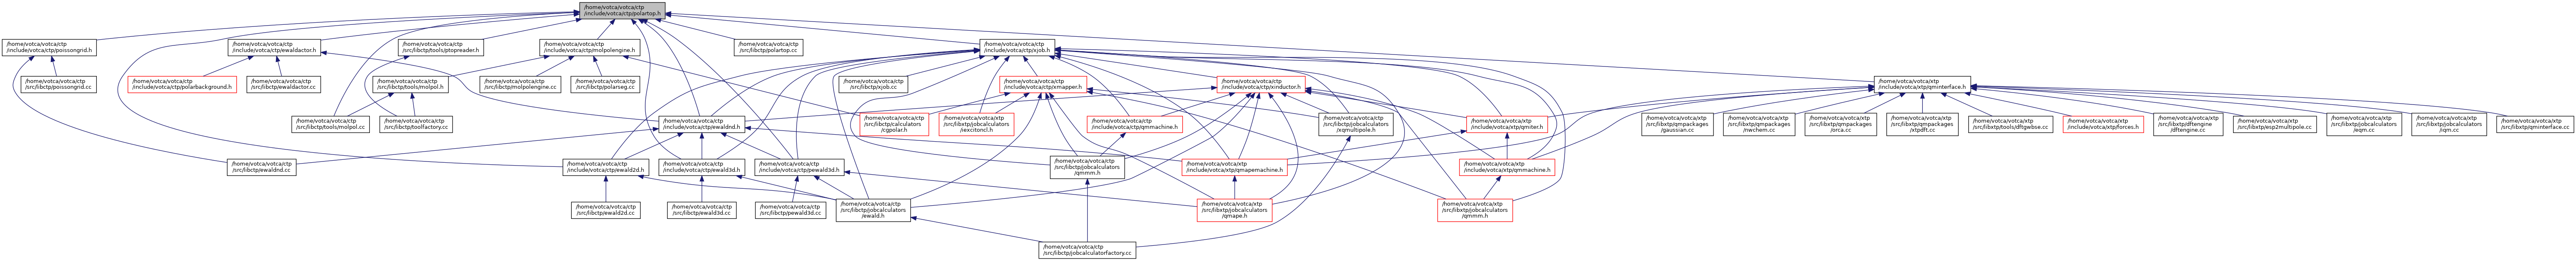 /home/votca/votca/ctp
/include/votca/ctp/polartop.h
/home/votca/votca/ctp
/include/votca/ctp/poissongrid.h
/home/votca/votca/ctp
/include/votca/ctp/ewaldactor.h
/home/votca/votca/ctp
/src/libctp/tools/ptopreader.h
/home/votca/votca/ctp
/include/votca/ctp/molpolengine.h
/home/votca/votca/ctp
/src/libctp/polartop.cc
/home/votca/votca/ctp
/include/votca/ctp/xjob.h
/home/votca/votca/ctp
/src/libctp/poissongrid.cc
/home/votca/votca/ctp
/include/votca/ctp/polarbackground.h
/home/votca/votca/ctp
/src/libctp/ewaldactor.cc
/home/votca/votca/ctp
/src/libctp/tools/molpol.h
/home/votca/votca/ctp
/src/libctp/molpolengine.cc
/home/votca/votca/ctp
/src/libctp/polarseg.cc
/home/votca/votca/ctp
/src/libctp/xjob.cc
/home/votca/votca/ctp
/include/votca/ctp/xmapper.h
/home/votca/votca/ctp
/include/votca/ctp/xinductor.h
/home/votca/votca/xtp
/include/votca/xtp/qminterface.h
/home/votca/votca/ctp
/src/libctp/tools/molpol.cc
/home/votca/votca/ctp
/src/libctp/toolfactory.cc
/home/votca/votca/ctp
/include/votca/ctp/ewaldnd.h
/home/votca/votca/ctp
/src/libctp/calculators
/cgpolar.h
/home/votca/votca/xtp
/src/libxtp/jobcalculators
/iexcitoncl.h
/home/votca/votca/ctp
/include/votca/ctp/qmmachine.h
/home/votca/votca/ctp
/src/libctp/jobcalculators
/xqmultipole.h
/home/votca/votca/xtp
/include/votca/xtp/qmiter.h
/home/votca/votca/xtp
/src/libxtp/qmpackages
/gaussian.cc
/home/votca/votca/xtp
/src/libxtp/qmpackages
/nwchem.cc
/home/votca/votca/xtp
/src/libxtp/qmpackages
/orca.cc
/home/votca/votca/xtp
/src/libxtp/qmpackages
/xtpdft.cc
/home/votca/votca/xtp
/src/libxtp/tools/dftgwbse.cc
/home/votca/votca/xtp
/include/votca/xtp/forces.h
/home/votca/votca/xtp
/src/libxtp/dftengine
/dftengine.cc
/home/votca/votca/xtp
/src/libxtp/esp2multipole.cc
/home/votca/votca/xtp
/src/libxtp/jobcalculators
/eqm.cc
/home/votca/votca/xtp
/src/libxtp/jobcalculators
/iqm.cc
/home/votca/votca/xtp
/src/libxtp/qminterface.cc
/home/votca/votca/ctp
/src/libctp/ewaldnd.cc
/home/votca/votca/ctp
/include/votca/ctp/ewald2d.h
/home/votca/votca/ctp
/include/votca/ctp/ewald3d.h
/home/votca/votca/ctp
/include/votca/ctp/pewald3d.h
/home/votca/votca/ctp
/src/libctp/jobcalculators
/qmmm.h
/home/votca/votca/xtp
/include/votca/xtp/qmapemachine.h
/home/votca/votca/xtp
/include/votca/xtp/qmmachine.h
/home/votca/votca/ctp
/src/libctp/ewald2d.cc
/home/votca/votca/ctp
/src/libctp/ewald3d.cc
/home/votca/votca/ctp
/src/libctp/pewald3d.cc
/home/votca/votca/ctp
/src/libctp/jobcalculators
/ewald.h
/home/votca/votca/xtp
/src/libxtp/jobcalculators
/qmape.h
/home/votca/votca/xtp
/src/libxtp/jobcalculators
/qmmm.h
/home/votca/votca/ctp
/src/libctp/jobcalculatorfactory.cc